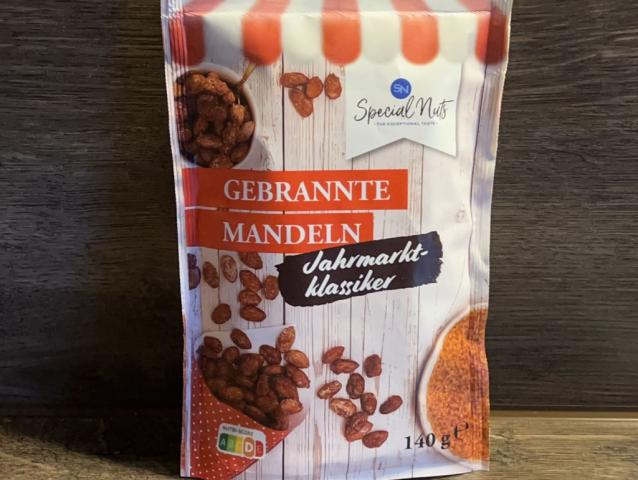 SN
Special Nuts
THE EXCEPTIONAL TASTE
GEBRANNTE
MANDELN
Jahrmarkt-
klassiker
NUTRI-SCORE
A B C D E
140 g e